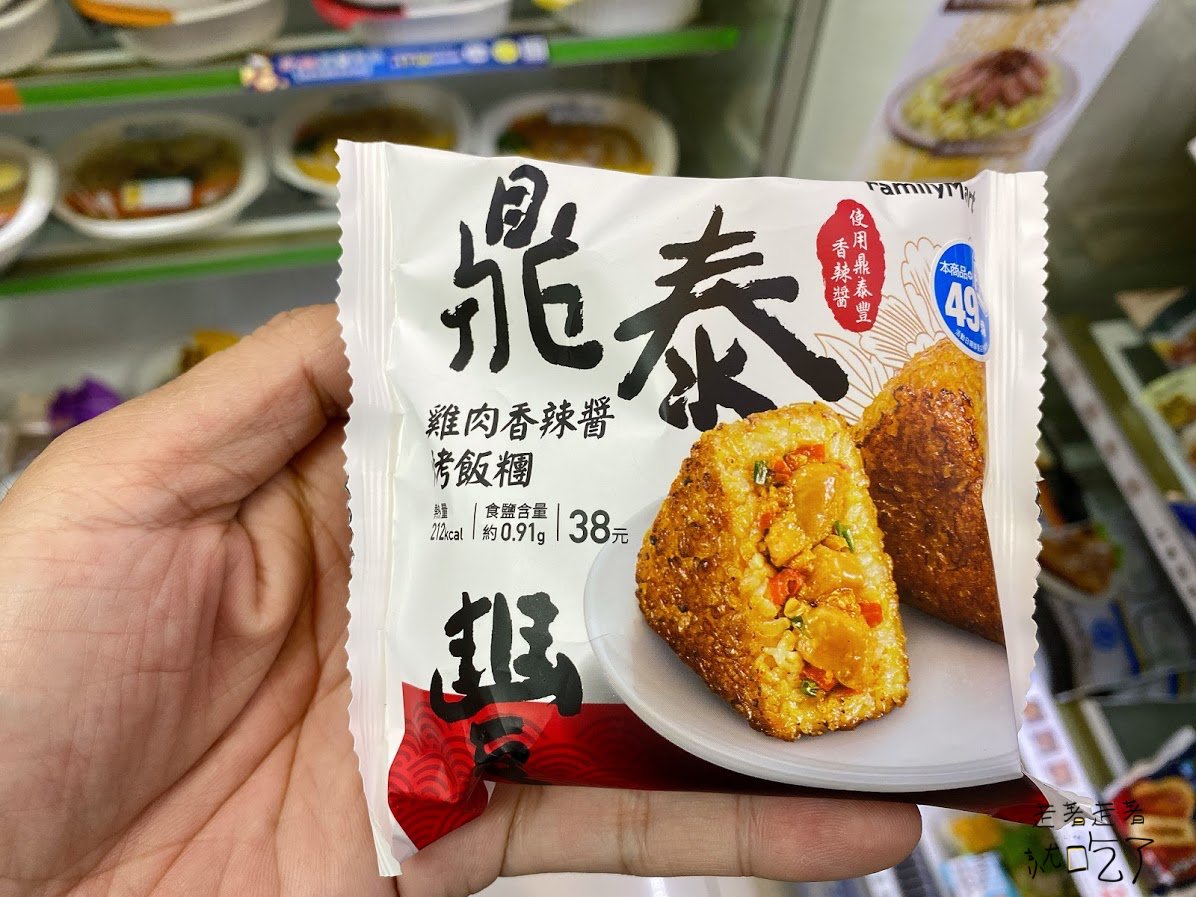 鼎泰
FamilyMart
使用鼎泰豐
香辣醬
本商品
49
雞肉香辣醬
烤飯糰
熱量
212kcal
食鹽含量
約0.91g
38元
豐
走著走著
就吃了